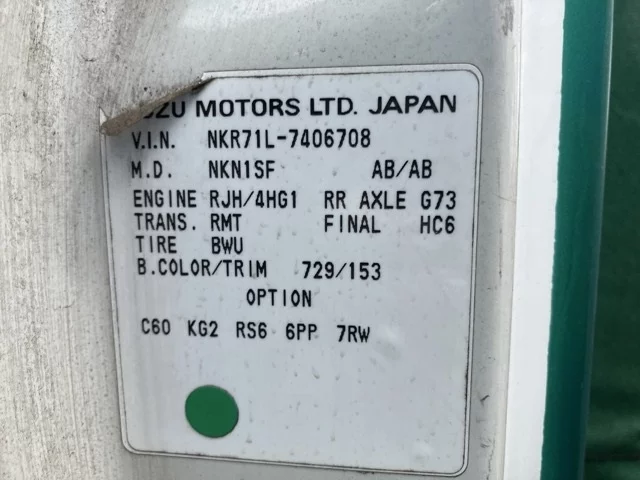 UZU MOTORS LTD. JAPAN
V.I.N. NKR71L-7406708
M.D. NKN1SF AB/AB
ENGINE RJH/4HG1 RR AXLE G73
TRANS. RMT FINAL HC6
TIRE BWU
B.COLOR/TRIM 729/153
OPTION
C60 KG2 RS6 6PP 7RW